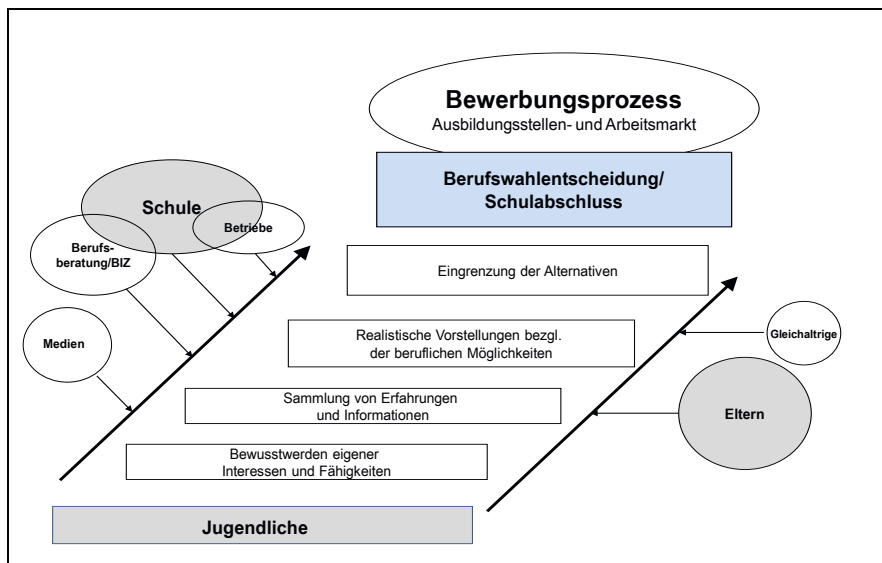 Bewerbungsprozess
Ausbildungsstellen- und Arbeitsmarkt
Berufswahlentscheidung/
Schulabschluss
Schule
Betriebe
Berufs-
beratung/BIZ
Medien
Eingrenzung der Alternativen
Realistische Vorstellungen bezgl.
der beruflichen Möglichkeiten
Sammlung von Erfahrungen
und Informationen
Bewusstwerden eigener
Interessen und Fähigkeiten
Gleichaltrige
Eltern
Jugendliche